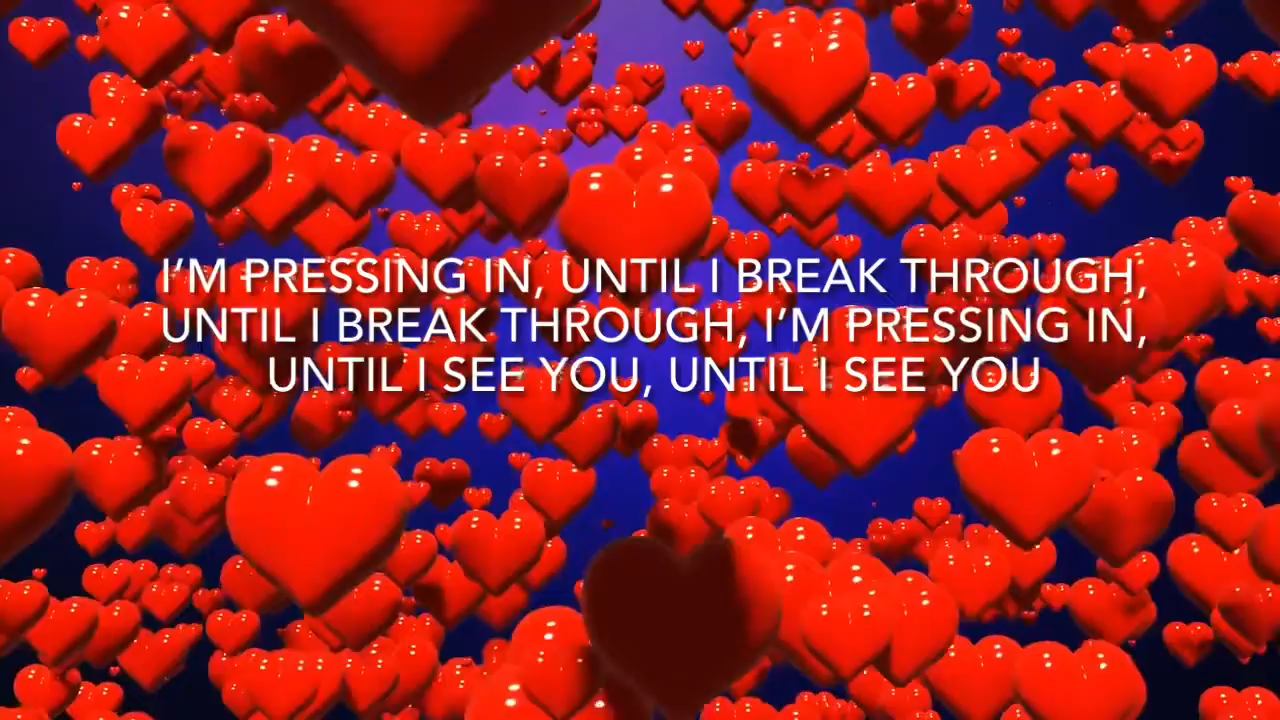 I'M PRESSING IN, UNTIL I BREAK THROUGH,
UNTIL I BREAK THROUGH, I'M PRESSING IN,
UNTIL I SEE YOU, UNTIL I SEE YOU